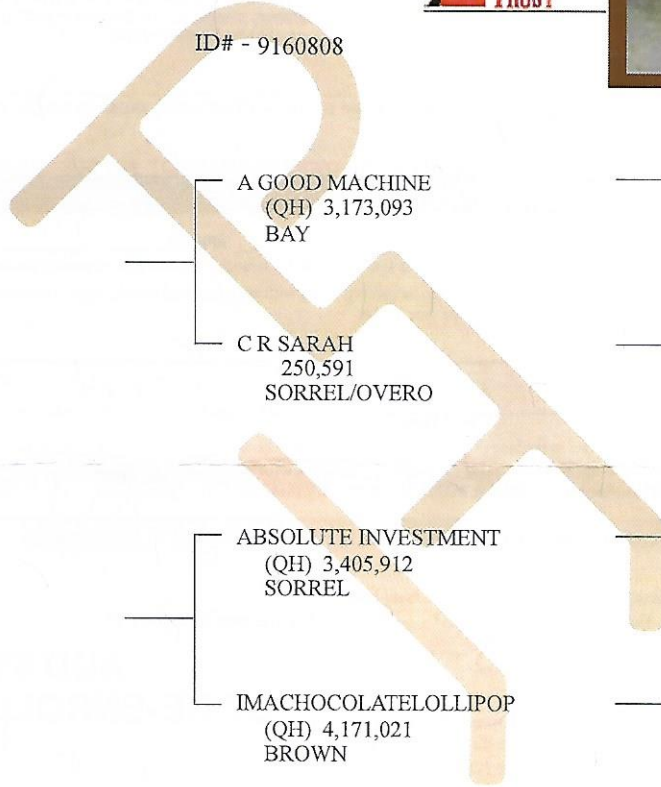 TRUST
ID# - 9160808
A GOOD MACHINE
(QH) 3,173,093
BAY
C R SARAH
250,591
SORREL/OVERO
ABSOLUTE INVESTMENT
(QH) 3,405,912
SORREL
IMACHOCOLATELOLLIPOP
(QH) 4,171,021
BROWN